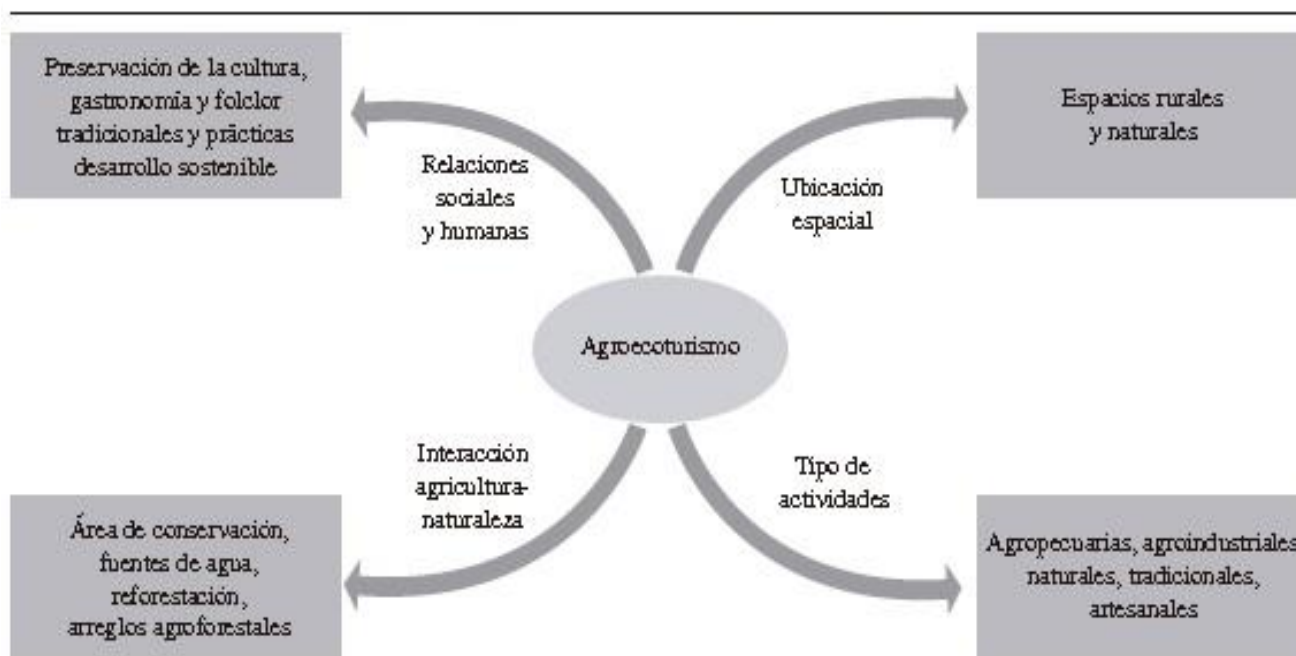 Preservación de la cultura,
gastronomía y folclor
tradicionales y prácticas
desarrollo sostenible
Relaciones
sociales
y humanas
Ubicación
espacial
Espacios rurales
y naturales
Agroecoturismo
Interacción
agricultura-
naturaleza
Tipo de
actividades
Área de conservación,
fuentes de agua,
reforestación,
arreglos agroforestales
Agropecuarias, agroindustriales
naturales, tradicionales,
artesanales